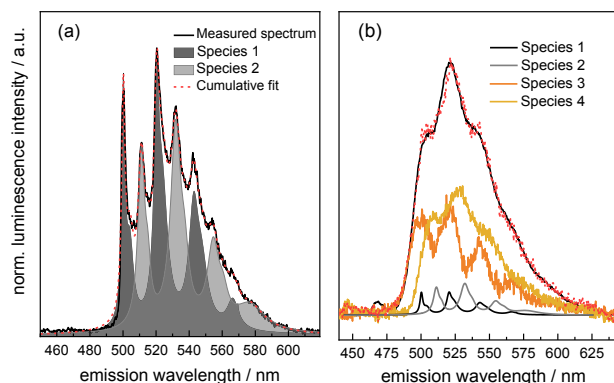 (a)
Measured spectrum
Species 1
Species 2
Cumulative fit
norm. luminescence intensity / a.u.
460 480 500 520 540 560 580 600
emission wavelength / nm
(b)
Species 1
Species 2
Species 3
Species 4
450 475 500 525 550 575 600 625
emission wavelength / nm